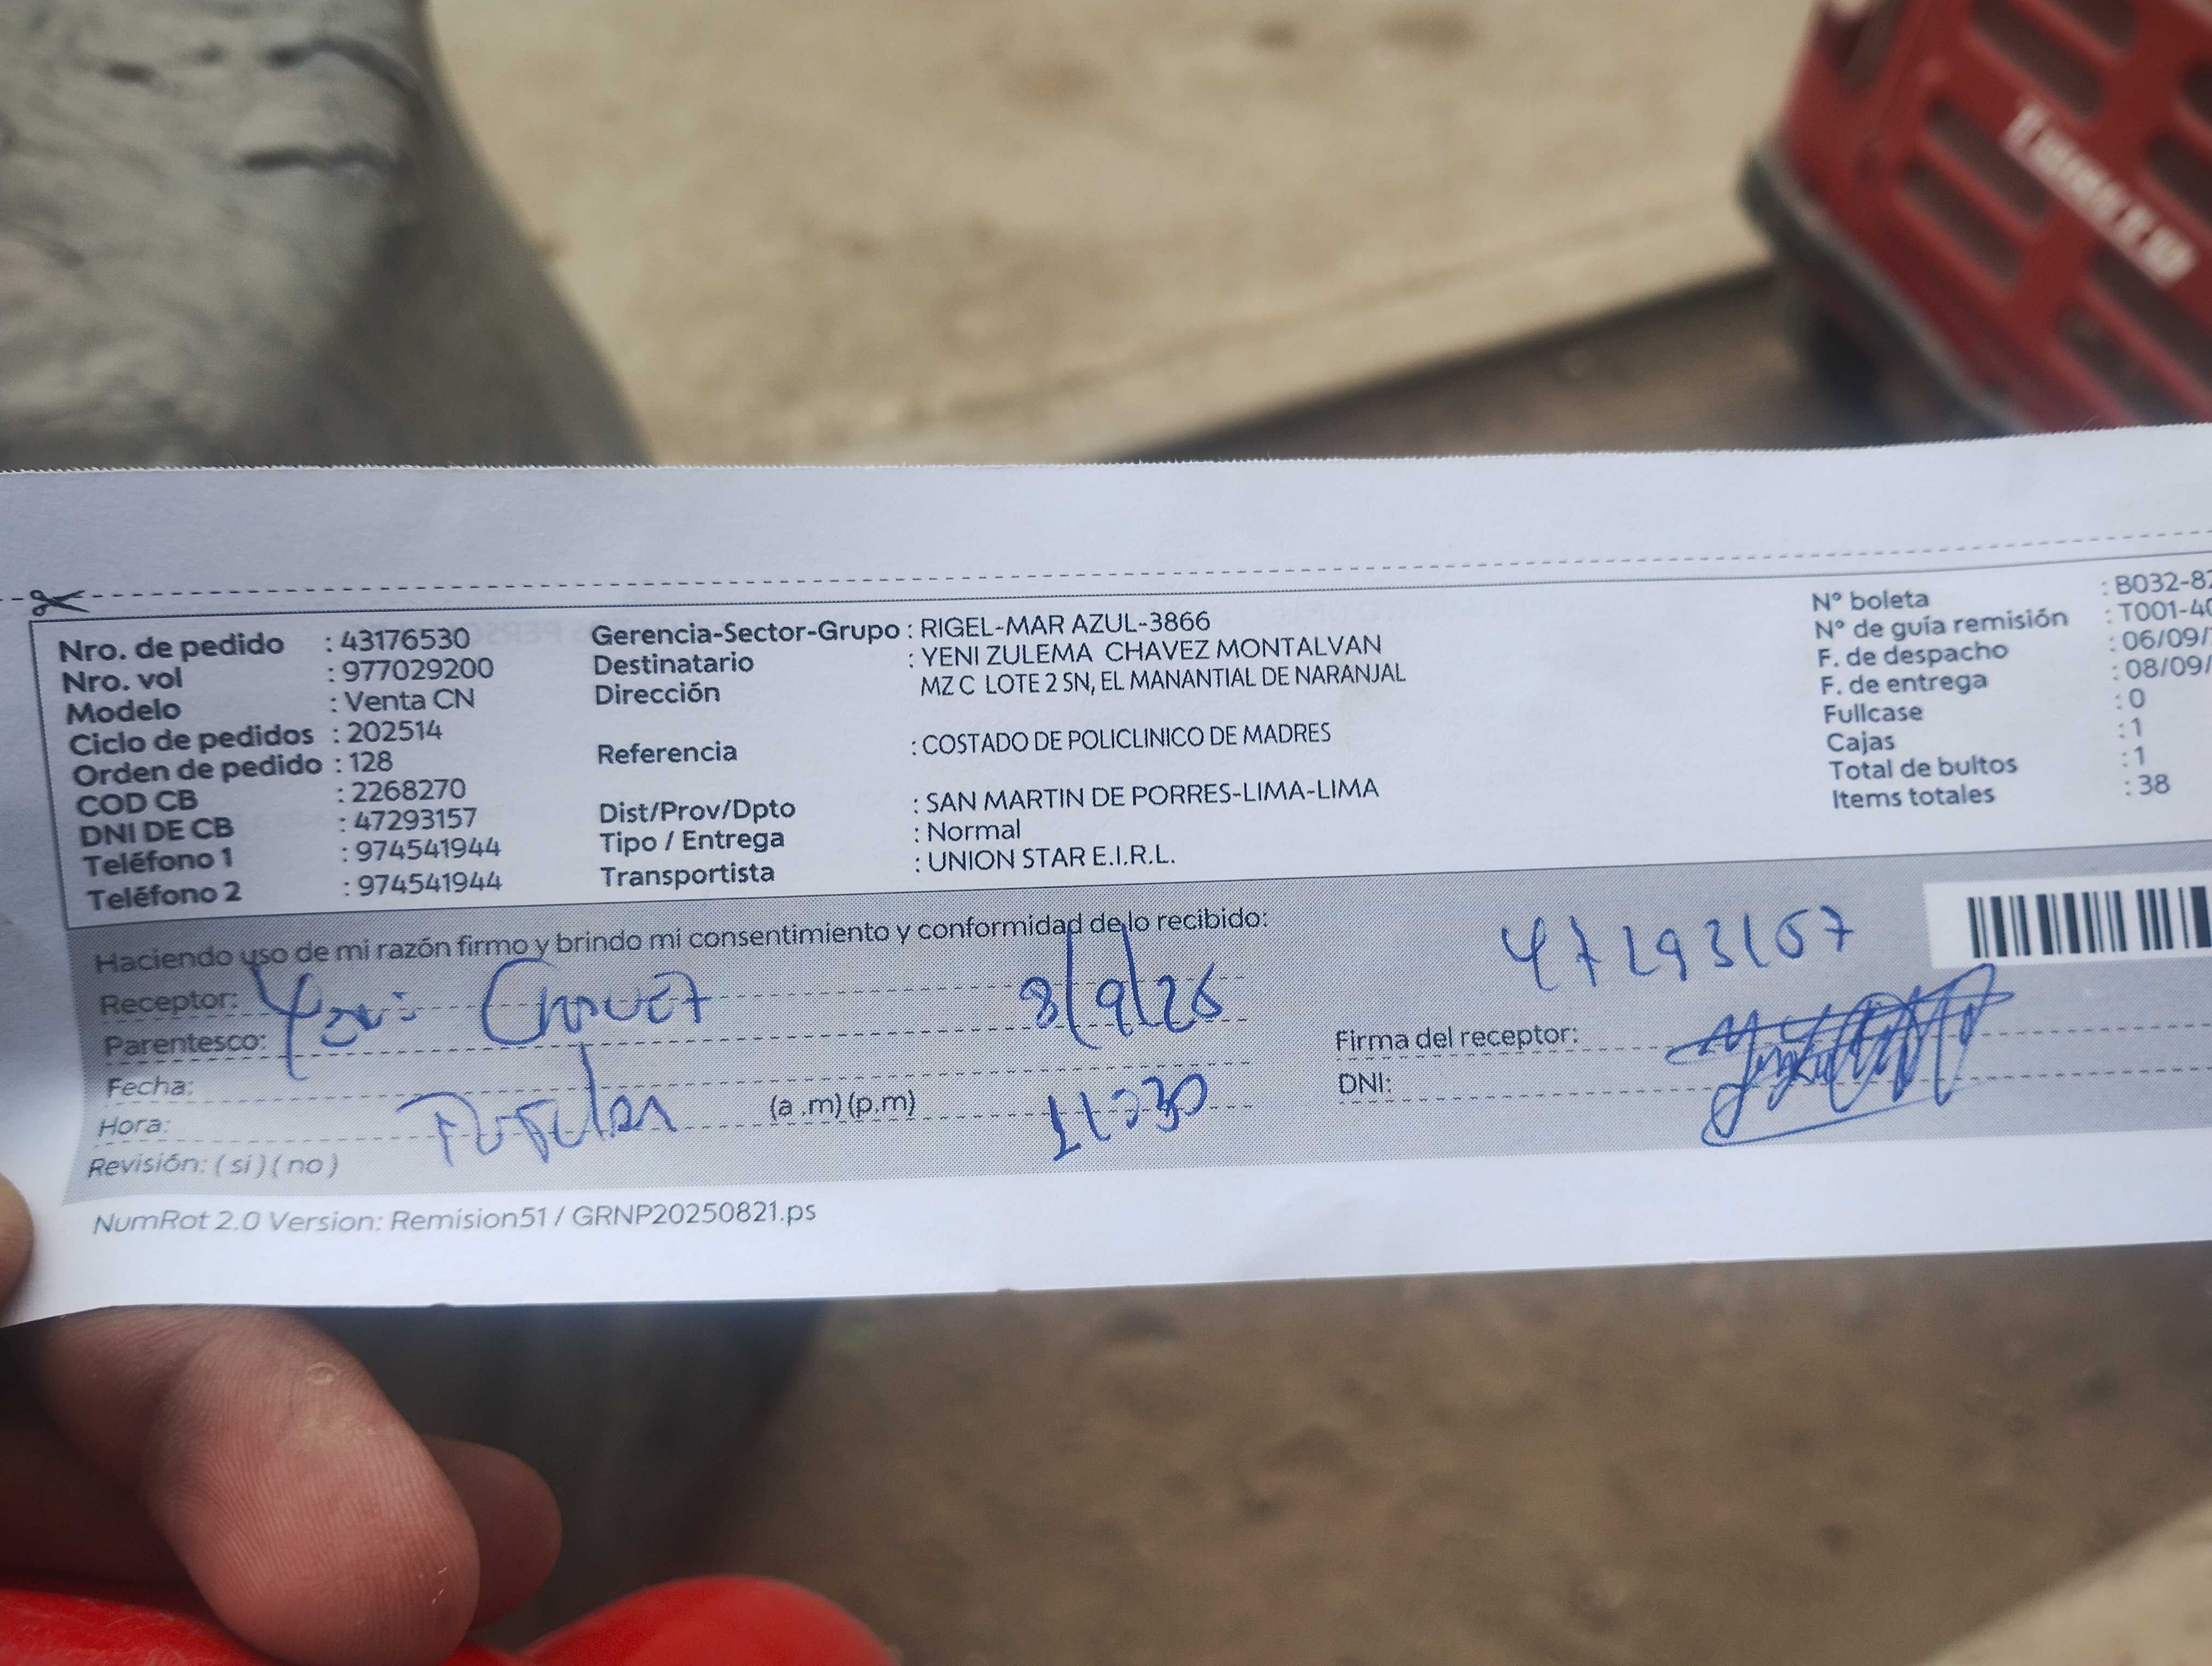 Nro. de pedido : 43176530
Nro. vol : 977029200
Modelo : Venta CN
Ciclo de pedidos : 202514
Orden de pedido : 128
COD CB : 2268270
DNI DE CB : 47293157
Teléfono 1 : 974541944
Teléfono 2 : 974541944
Gerencia-Sector-Grupo : RIGEL-MAR AZUL-3866
Destinatario : YENI ZULEMA CHAVEZ MONTALVAN
Dirección MZ C LOTE 2 SN, EL MANANTIAL DE NARANJAL
Referencia : COSTADO DE POLICLINICO DE MADRES
Dist/Prov/Dpto : SAN MARTIN DE PORRES-LIMA-LIMA
Tipo / Entrega : Normal
Transportista : UNION STAR E.I.R.L.
N° boleta : B032-82
N° de guía remisión : T001-40
F. de despacho : 06/09/
F. de entrega : 08/09/
Fullcase : 0
Cajas : 1
Total de bultos : 1
Items totales : 38
Haciendo uso de mi razón firmo y brindo mi consentimiento y conformidad de lo recibido:
47293157
Receptor: Yeni Chavez
8/9/25
Parentesco:
Firma del receptor:
Fecha:
DNI:
Hora: (a .m) (p.m) 11:30
Revisión: ( si ) ( no )
NumRot 2.0 Version: Remision51 / GRNP20250821.ps